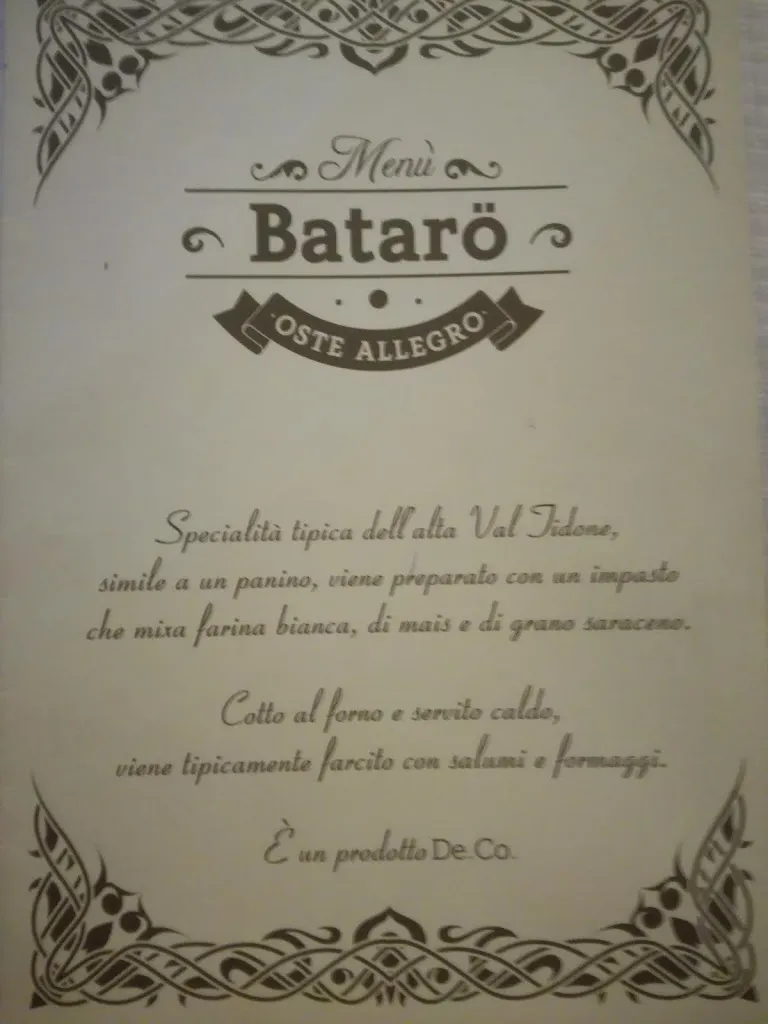 Menù
Batarö
OSTE ALLEGRO
Specialità tipica dell'alta Val Tidone,
simile a un panino, viene preparato con un impasto
che mixa farina bianca, di mais e di grano saraceno.
Cotto al forno e servito caldo,
viene tipicamente farcito con salumi e formaggi.
È un prodotto De.Co.